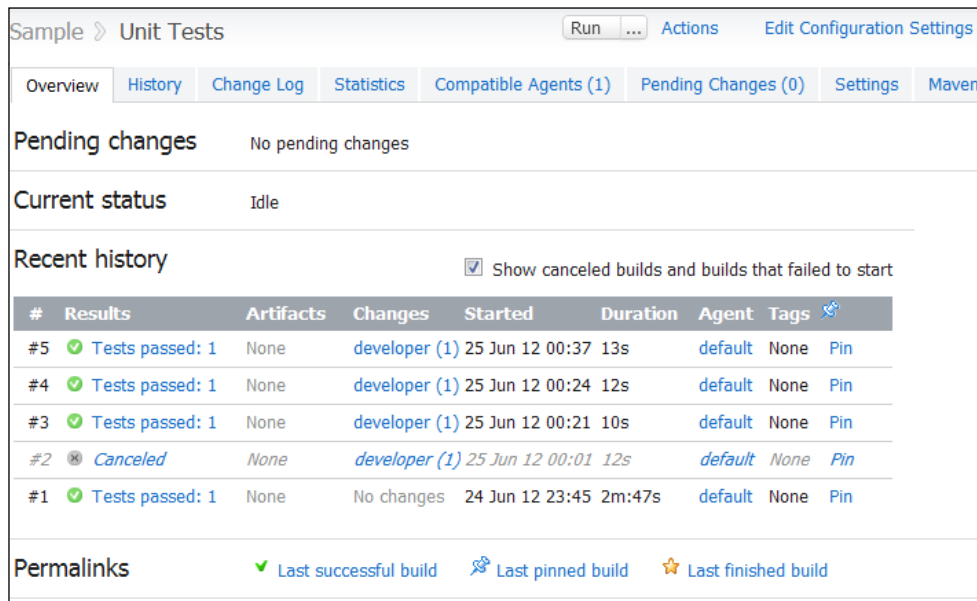 Sample Unit Tests Run ... Actions Edit Configuration Settings
Overview History Change Log Statistics Compatible Agents (1) Pending Changes (0) Settings Maven
Pending changes No pending changes
Current status Idle
Recent history Show canceled builds and builds that failed to start
# Results Artifacts Changes Started Duration Agent Tags
#5 Tests passed: 1 None developer (1) 25 Jun 12 00:37 13s default None Pin
#4 Tests passed: 1 None developer (1) 25 Jun 12 00:24 12s default None Pin
#3 Tests passed: 1 None developer (1) 25 Jun 12 00:21 10s default None Pin
#2 Canceled None developer (1) 25 Jun 12 00:01 12s default None Pin
#1 Tests passed: 1 None No changes 24 Jun 12 23:45 2m:47s default None Pin
Permalinks Last successful build Last pinned build Last finished build